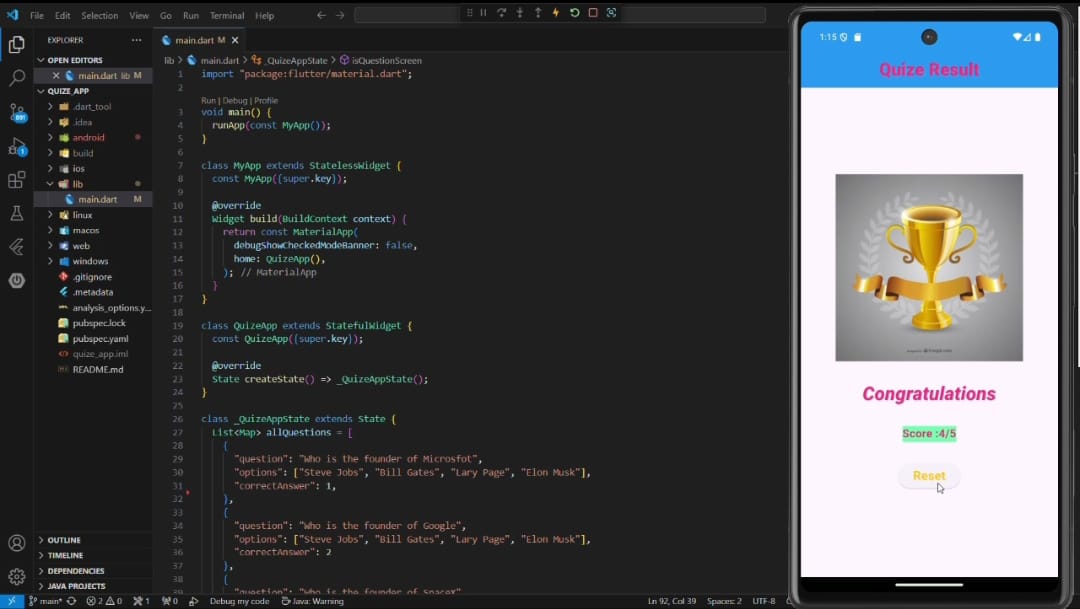 File Edit Selection View Go Run Terminal Help
EXPLORER
OPEN EDITORS
main.dart lib M
QUIZE_APP
.dart_tool
.idea
android
build
ios
lib
main.dart M
linux
macos
web
windows
.gitignore
.metadata
analysis_options.y...
pubspec.lock
pubspec.yaml
quize_app.iml
README.md
OUTLINE
TIMELINE
DEPENDENCIES
JAVA PROJECTS
main.dart M
lib > main.dart > _QuizeAppState > isQuestionScreen
1 import "package:flutter/material.dart";
2
Run | Debug | Profile
3 void main() {
4 runApp(const MyApp());
5 }
6
7 class MyApp extends StatelessWidget {
8 const MyApp({super.key});
9
10 @override
11 Widget build(BuildContext context) {
12 return const MaterialApp(
13 debugShowCheckedModeBanner: false,
14 home: QuizeApp(),
15 ); // MaterialApp
16 }
17 }
18
19 class QuizeApp extends StatefulWidget {
20 const QuizeApp({super.key});
21
22 @override
23 State createState() => _QuizeAppState();
24 }
25
26 class _QuizeAppState extends State {
27 List<Map> allQuestions = [
28 {
29 "question": "Who is the founder of Microsfot",
30 "options": ["Steve Jobs", "Bill Gates", "Lary Page", "Elon Musk"],
31 "correctAnswer": 1,
32 },
33 {
34 "question": "Who is the founder of Google",
35 "options": ["Steve Jobs", "Bill Gates", "Lary Page", "Elon Musk"],
36 "correctAnswer": 2
37 },
38 {
39 "question": "Who is the founder of SpaceX"
main* 2 0 1 0 Debug my code Java: Warning Ln 92, Col 39 Spaces: 2 UTF-8
1:15
Quize Result
Congratulations
Score :4/5
Reset